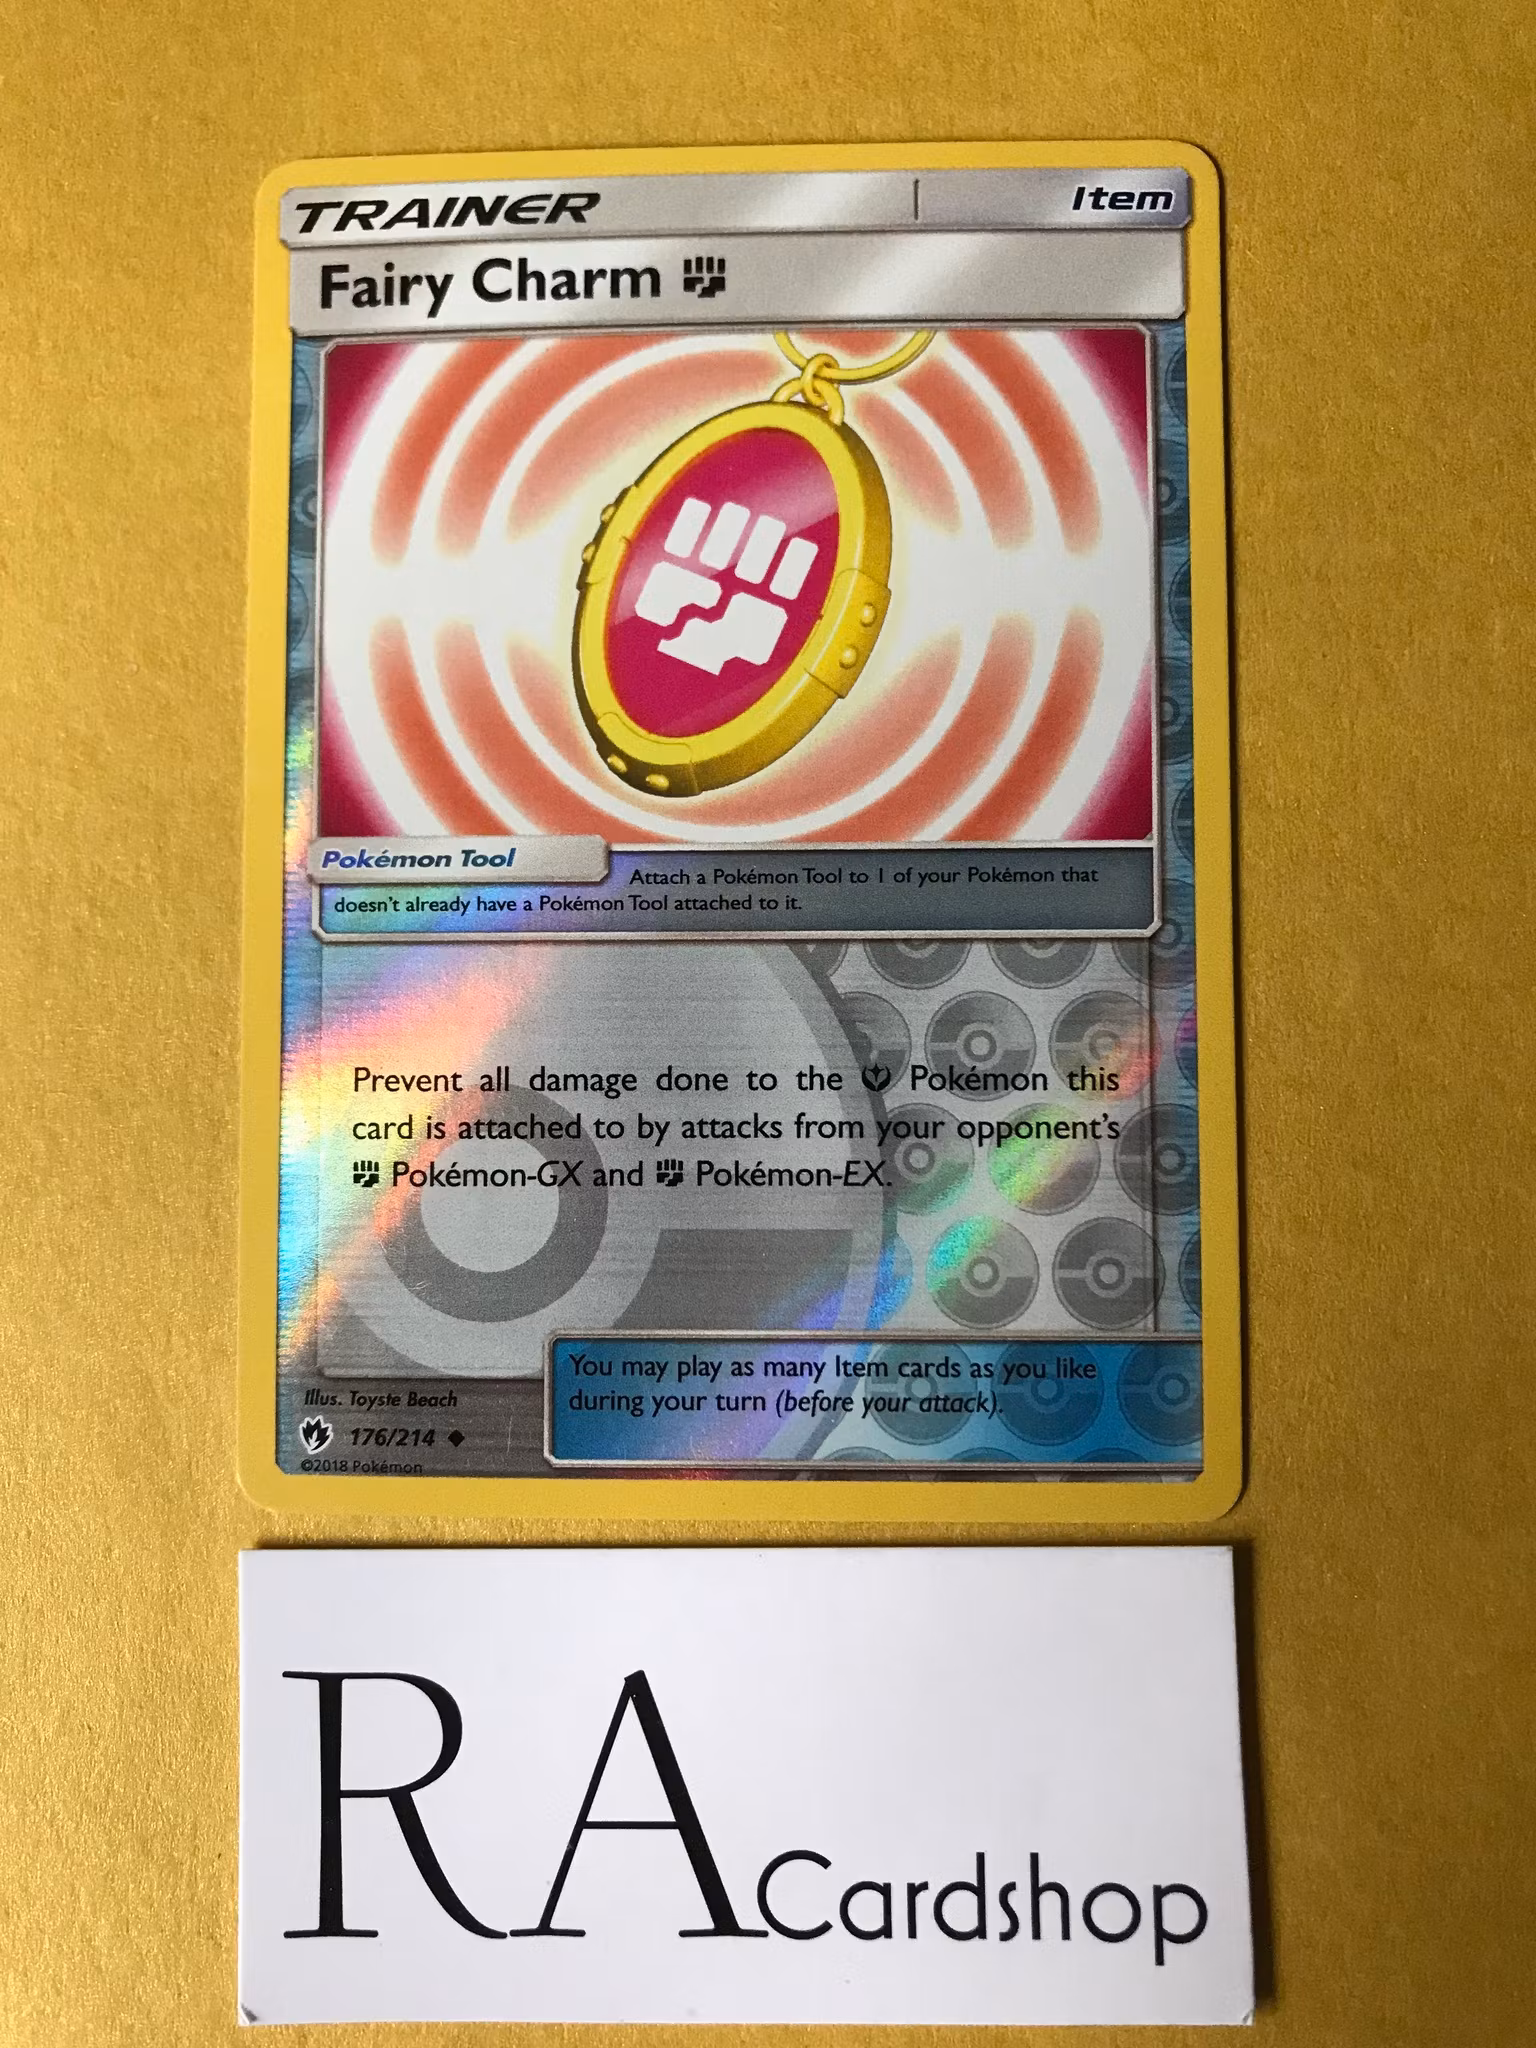 TRAINER
Item
Fairy Charm
Pokémon Tool
Attach a Pokémon Tool to 1 of your Pokémon that
doesn't already have a Pokémon Tool attached to it.
Prevent all damage done to the Pokémon this
card is attached to by attacks from your opponent's
Pokémon-GX and Pokémon-EX.
You may play as many Item cards as you like
during your turn (before your attack).
Illus. Toyste Beach
176/214
©2018 Pokémon
RA Cardshop